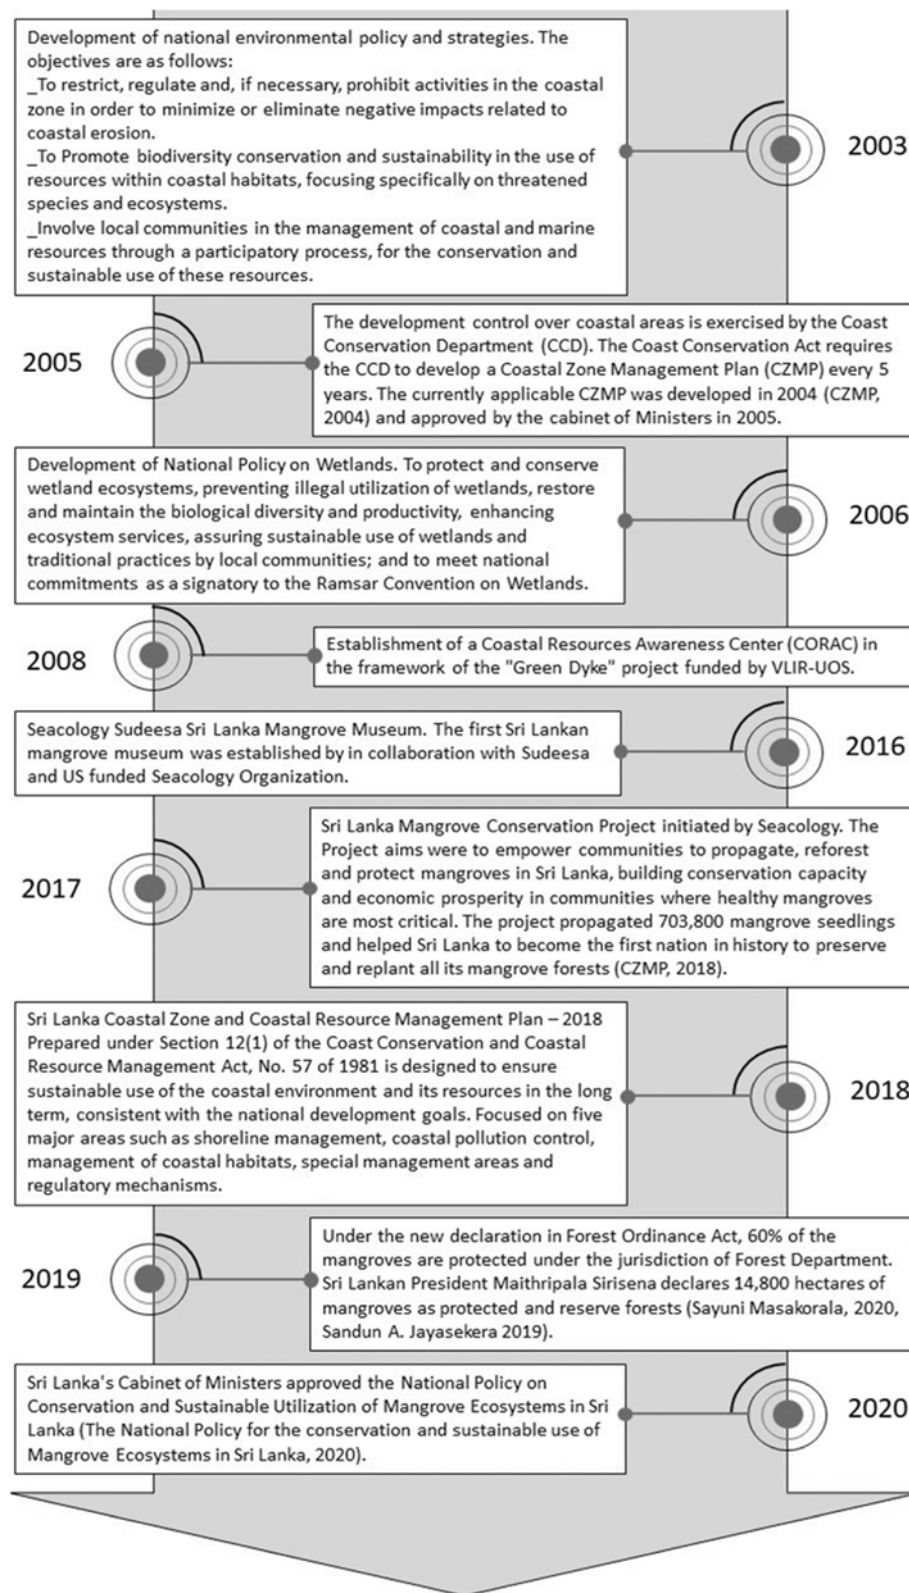 Development of national environmental policy and strategies. The
objectives are as follows:
_To restrict, regulate and, if necessary, prohibit activities in the coastal
zone in order to minimize or eliminate negative impacts related to
coastal erosion.
_To Promote biodiversity conservation and sustainability in the use of
resources within coastal habitats, focusing specifically on threatened
species and ecosystems.
_Involve local communities in the management of coastal and marine
resources through a participatory process, for the conservation and
sustainable use of these resources.
2003
2005
The development control over coastal areas is exercised by the Coast
Conservation Department (CCD). The Coast Conservation Act requires
the CCD to develop a Coastal Zone Management Plan (CZMP) every 5
years. The currently applicable CZMP was developed in 2004 (CZMP,
2004) and approved by the cabinet of Ministers in 2005.
Development of National Policy on Wetlands. To protect and conserve
wetland ecosystems, preventing illegal utilization of wetlands, restore
and maintain the biological diversity and productivity, enhancing
ecosystem services, assuring sustainable use of wetlands and
traditional practices by local communities; and to meet national
commitments as a signatory to the Ramsar Convention on Wetlands.
2006
2008
Establishment of a Coastal Resources Awareness Center (CORAC) in
the framework of the "Green Dyke" project funded by VLIR-UOS.
Seacology Sudeesa Sri Lanka Mangrove Museum. The first Sri Lankan
mangrove museum was established by in collaboration with Sudeesa
and US funded Seacology Organization.
2016
2017
Sri Lanka Mangrove Conservation Project initiated by Seacology. The
Project aims were to empower communities to propagate, reforest
and protect mangroves in Sri Lanka, building conservation capacity
and economic prosperity in communities where healthy mangroves
are most critical. The project propagated 703,800 mangrove seedlings
and helped Sri Lanka to become the first nation in history to preserve
and replant all its mangrove forests (CZMP, 2018).
Sri Lanka Coastal Zone and Coastal Resource Management Plan – 2018
Prepared under Section 12(1) of the Coast Conservation and Coastal
Resource Management Act, No. 57 of 1981 is designed to ensure
sustainable use of the coastal environment and its resources in the long
term, consistent with the national development goals. Focused on five
major areas such as shoreline management, coastal pollution control,
management of coastal habitats, special management areas and
regulatory mechanisms.
2018
2019
Under the new declaration in Forest Ordinance Act, 60% of the
mangroves are protected under the jurisdiction of Forest Department.
Sri Lankan President Maithripala Sirisena declares 14,800 hectares of
mangroves as protected and reserve forests (Sayuni Masakorala, 2020,
Sandun A. Jayasekera 2019).
Sri Lanka's Cabinet of Ministers approved the National Policy on
Conservation and Sustainable Utilization of Mangrove Ecosystems in Sri
Lanka (The National Policy for the conservation and sustainable use of
Mangrove Ecosystems in Sri Lanka, 2020).
2020